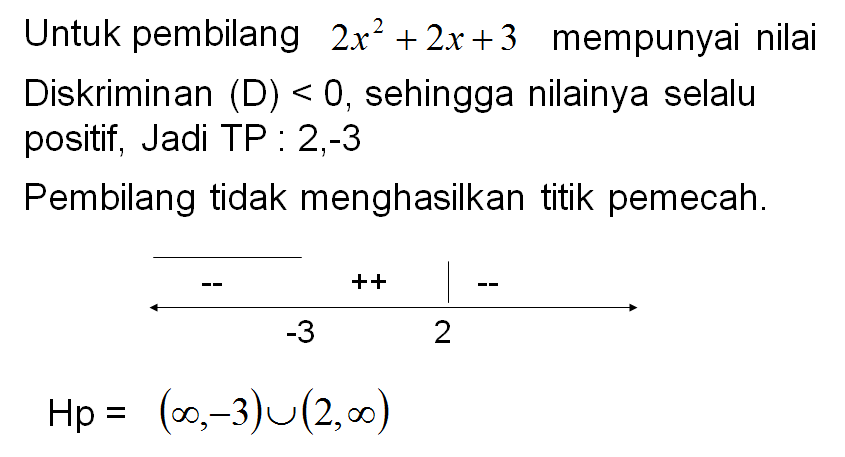 Untuk pembilang 2x² + 2x + 3 mempunyai nilai
Diskriminan (D) < 0, sehingga nilainya selalu
positif, Jadi TP : 2,-3
Pembilang tidak menghasilkan titik pemecah.
-- ++ --
-3 2
Hp = (∞,−3)∪(2,∞)